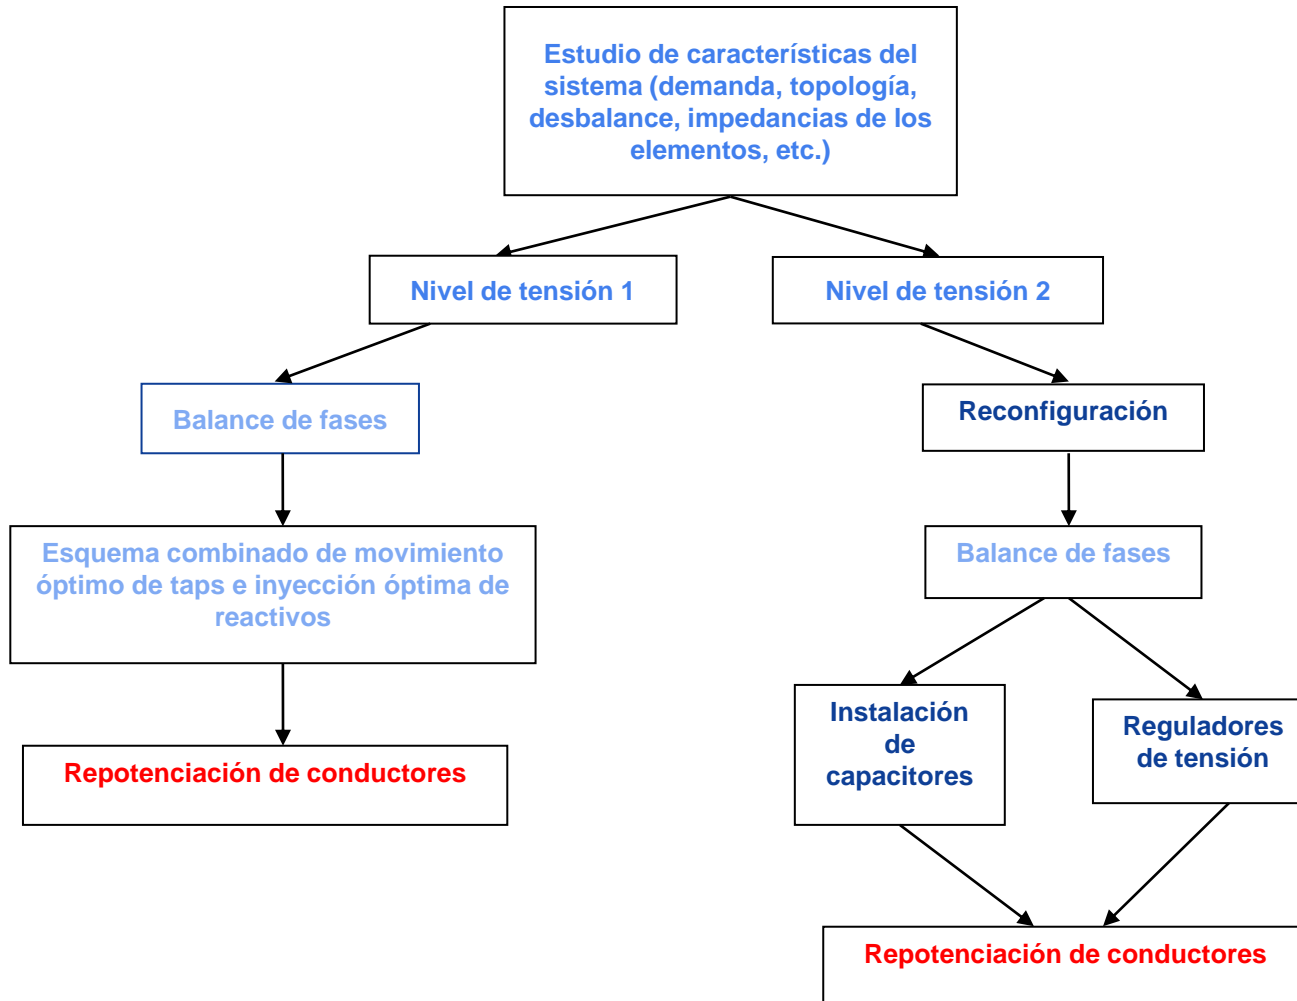 Estudio de características del
sistema (demanda, topología,
desbalance, impedancias de los
elementos, etc.)
Nivel de tensión 1
Nivel de tensión 2
Balance de fases
Reconfiguración
Esquema combinado de movimiento
óptimo de taps e inyección óptima de
reactivos
Balance de fases
Instalación
de
capacitores
Reguladores
de tensión
Repotenciación de conductores
Repotenciación de conductores